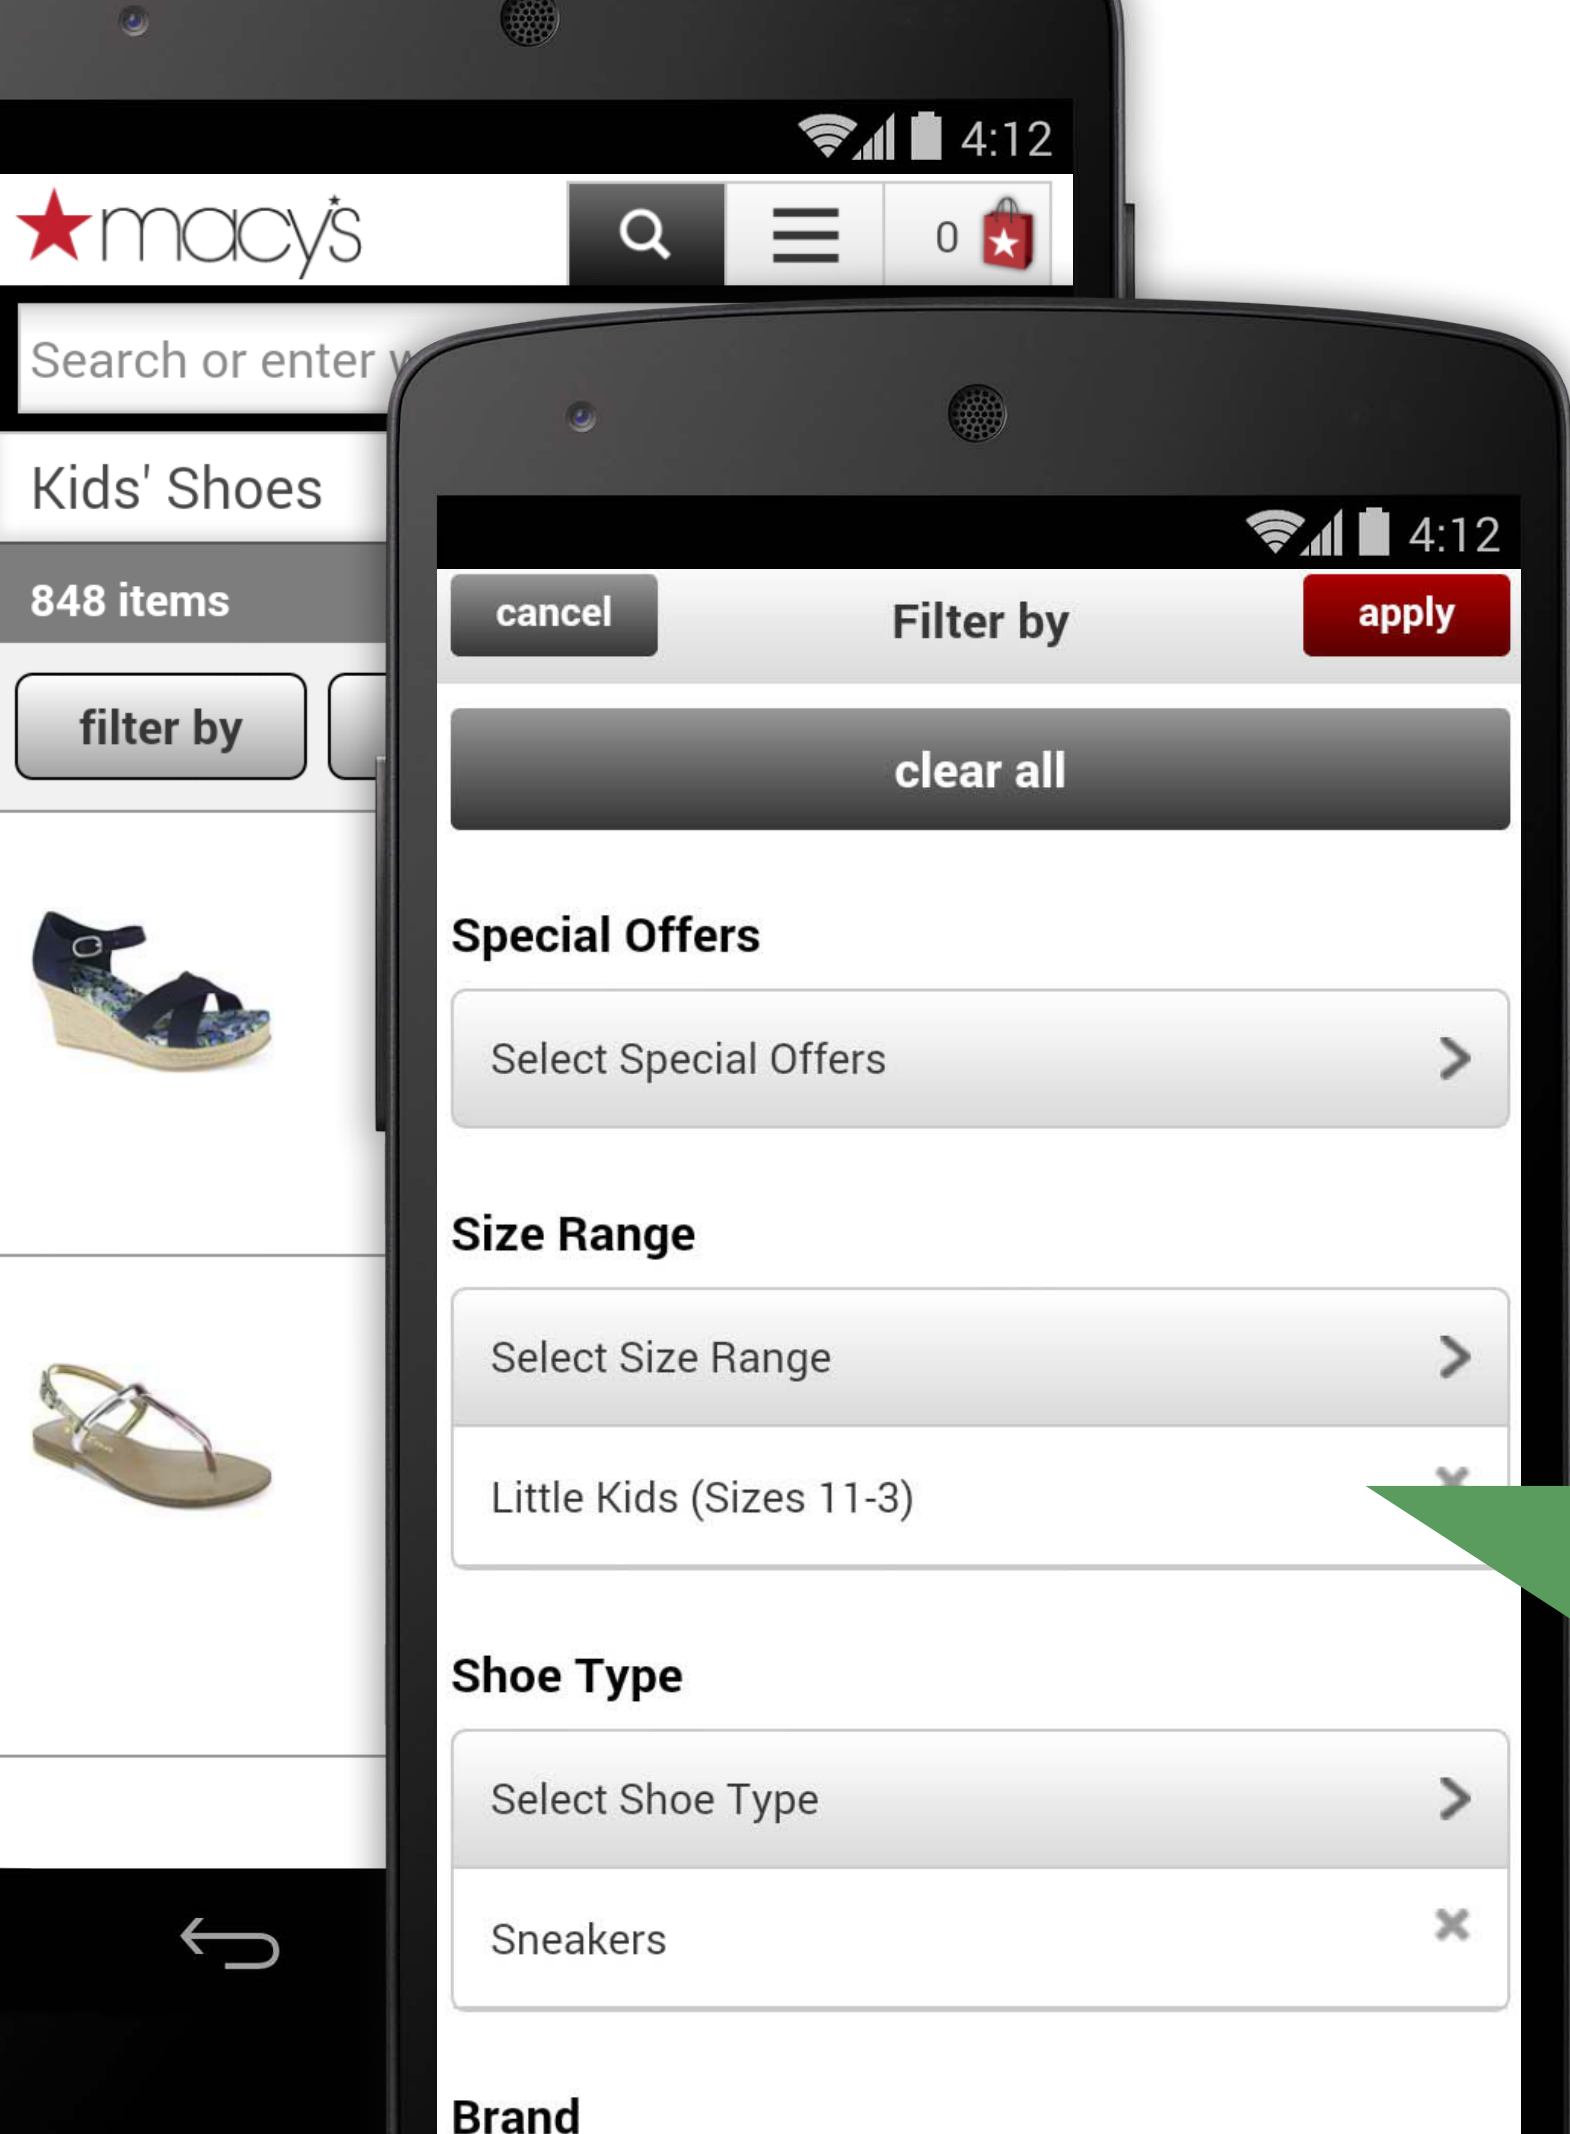 4:12
macy's
0
Search or enter
Kids' Shoes
848 items
filter by
4:12
cancel
Filter by
apply
clear all
Special Offers
Select Special Offers
Size Range
Select Size Range
Little Kids (Sizes 11-3)
Shoe Type
Select Shoe Type
Sneakers
Brand